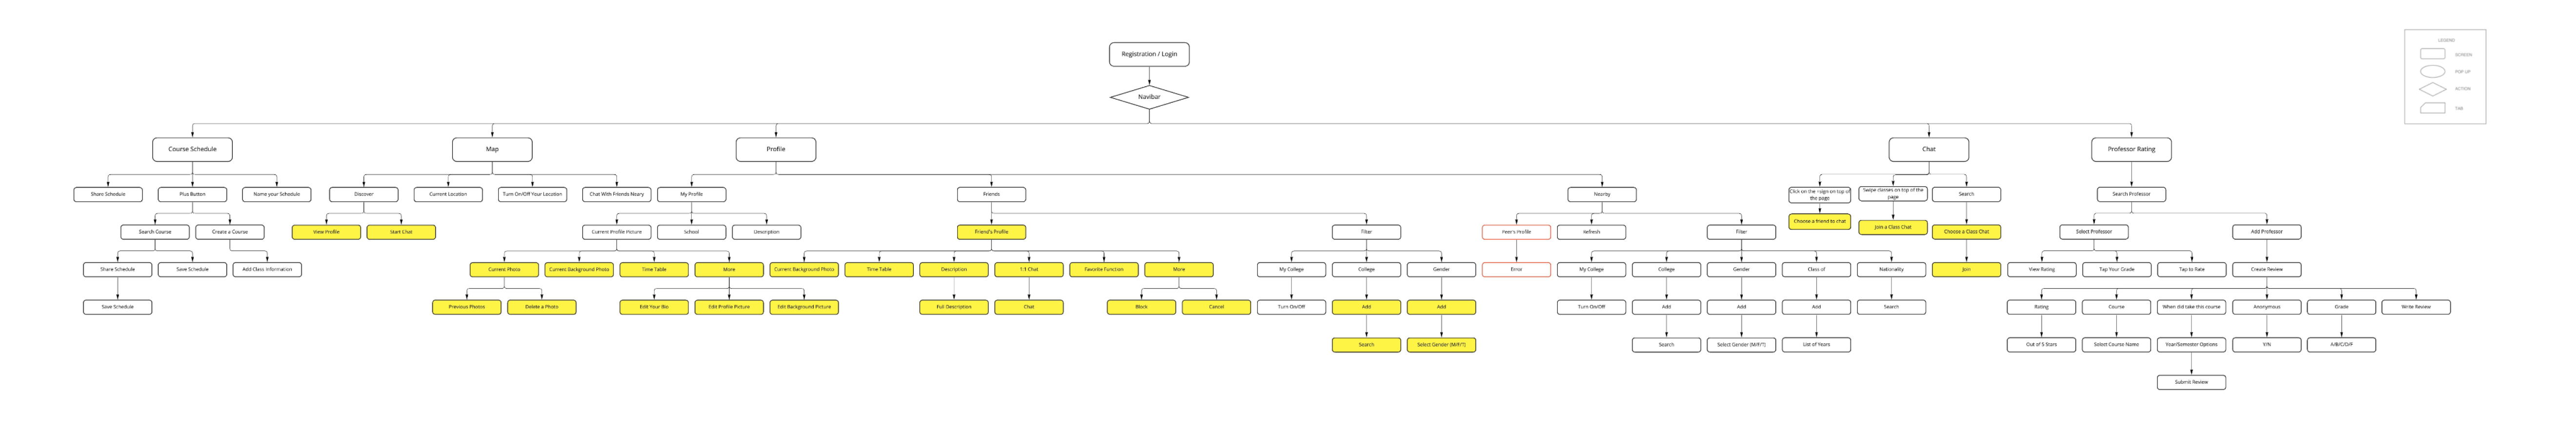 Registration / Login
Navibar
LEGEND
SCREEN
POP UP
ACTION
TAB
Course Schedule
Map
Profile
Chat
Professor Rating
Share Schedule
Plus Button
Name your Schedule
Discover
Current Location
Turn On/Off Your Location
Chat With Friends Neary
My Profile
Friends
Nearby
Click on the +sign on top of
the page
Swipe classes on top of the
page
Search
Search Professor
Choose a friend to chat
Join a Class Chat
Search Course
Create a Course
View Profile
Start Chat
Current Profile Picture
School
Description
Friend's Profile
Filter
Peer's Profile
Refresh
Filter
Choose a Class Chat
Select Professor
Add Professor
Share Schedule
Save Schedule
Add Class Information
Current Photo
Current Background Photo
Time Table
More
Current Background Photo
Time Table
Description
1:1 Chat
Favorite Function
More
My College
College
Gender
Error
My College
College
Gender
Class of
Nationality
Join
View Rating
Tap Your Grade
Tap to Rate
Create Review
Save Schedule
Previous Photos
Delete a Photo
Edit Your Bio
Edit Profile Picture
Edit Background Picture
Full Description
Chat
Block
Cancel
Turn On/Off
Add
Add
Turn On/Off
Add
Add
Add
Search
Rating
Course
When did take this course
Anonymous
Grade
Write Review
Search
Select Gender [M/F/T]
Search
Select Gender [M/F/T]
List of Years
Out of 5 Stars
Select Course Name
Year/Semester Options
Y/N
A/B/C/D/F
Submit Review